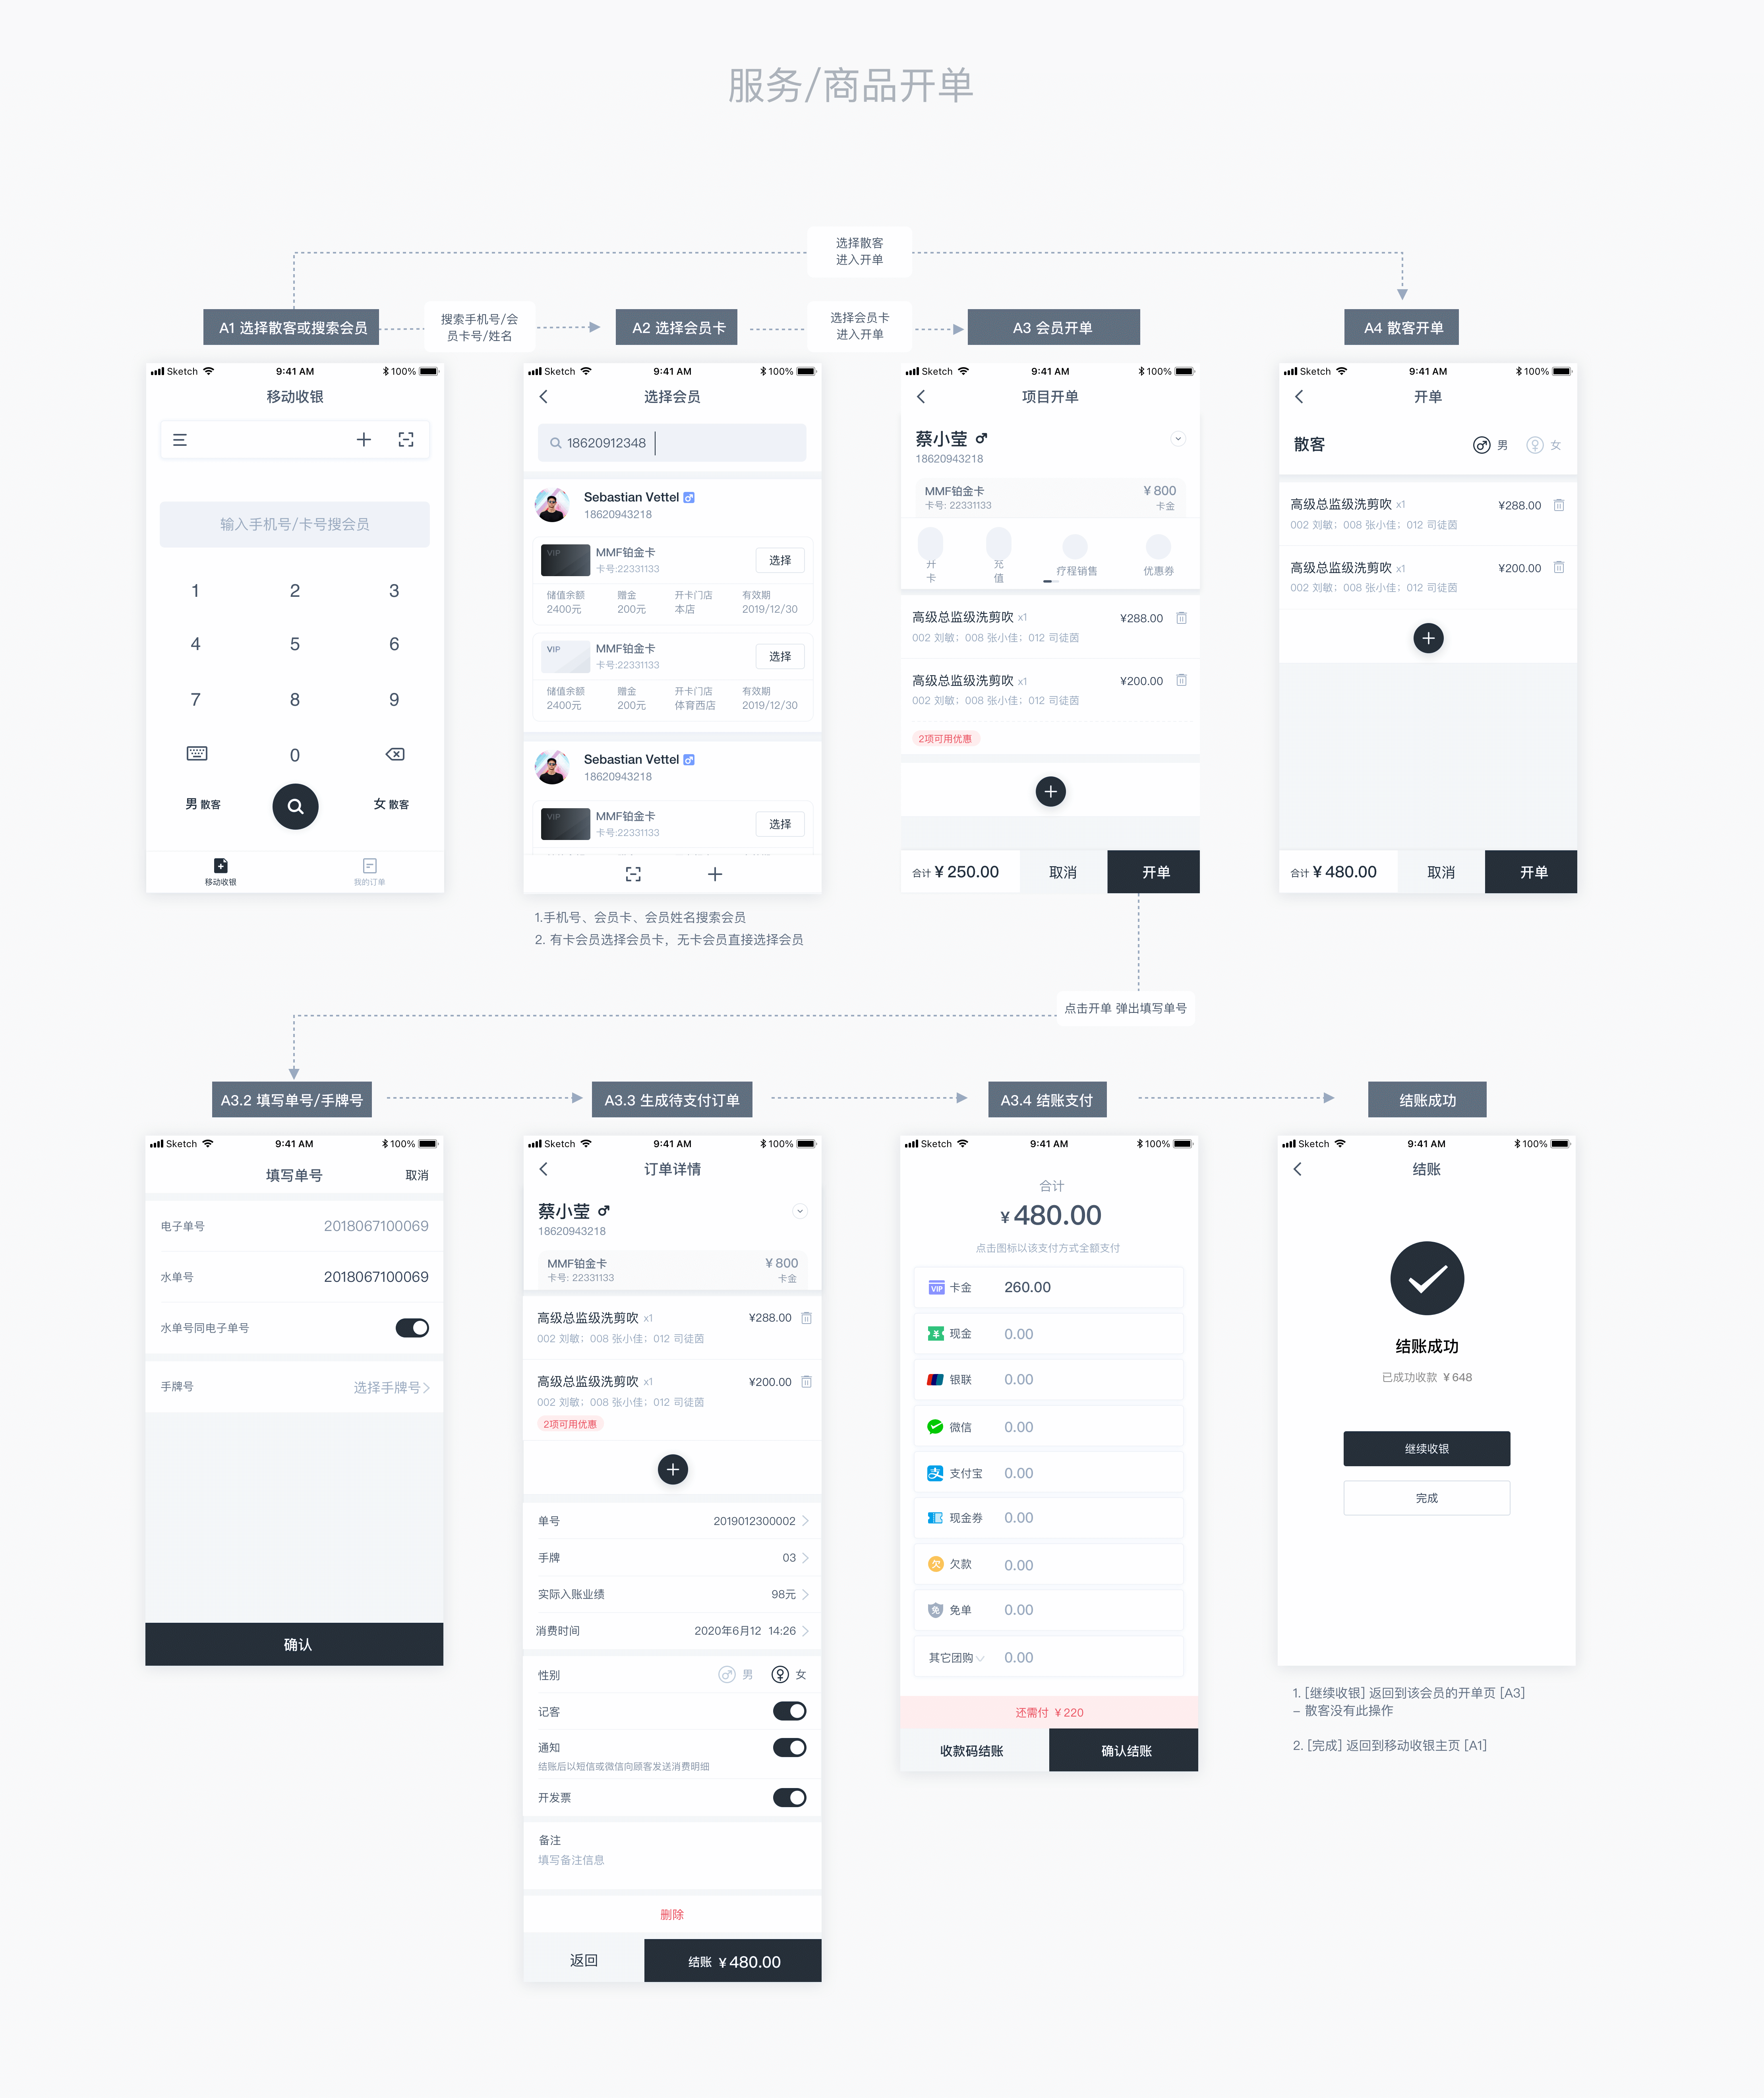 服务/商品开单
选择散客
进入开单
A1 选择散客或搜索会员
搜索手机号/会
员卡号/姓名
A2 选择会员卡
选择会员卡
进入开单
A3 会员开单
A4 散客开单
Sketch 9:41 AM 100%
移动收银
输入手机号/卡号搜会员
1 2 3
4 5 6
7 8 9
0
男 散客 女 散客
移动收银 我的订单
Sketch 9:41 AM 100%
选择会员
18620912348
Sebastian Vettel
18620943218
VIP MMF铂金卡
卡号:22331133
选择
储值余额 赠金 开卡门店 有效期
2400元 200元 本店 2019/12/30
VIP MMF铂金卡
卡号:22331133
选择
储值余额 赠金 开卡门店 有效期
2400元 200元 体育西店 2019/12/30
Sebastian Vettel
18620943218
VIP MMF铂金卡
卡号:22331133
选择
1.手机号、会员卡、会员姓名搜索会员
2. 有卡会员选择会员卡，无卡会员直接选择会员
Sketch 9:41 AM 100%
项目开单
蔡小莹
18620943218
MMF铂金卡 ¥ 800
卡号: 22331133 卡金
开卡 充值 疗程销售 优惠券
高级总监级洗剪吹 x1 ¥288.00
002 刘敏；008 张小佳；012 司徒茵
高级总监级洗剪吹 x1 ¥200.00
002 刘敏；008 张小佳；012 司徒茵
2项可用优惠
合计 ¥ 250.00 取消 开单
Sketch 9:41 AM 100%
开单
散客 男 女
高级总监级洗剪吹 x1 ¥288.00
002 刘敏；008 张小佳；012 司徒茵
高级总监级洗剪吹 x1 ¥200.00
002 刘敏；008 张小佳；012 司徒茵
合计 ¥ 480.00 取消 开单
点击开单 弹出填写单号
A3.2 填写单号/手牌号
A3.3 生成待支付订单
A3.4 结账支付
结账成功
Sketch 9:41 AM 100%
填写单号 取消
电子单号 2018067100069
水单号 2018067100069
水单号同电子单号
手牌号 选择手牌号
确认
Sketch 9:41 AM 100%
订单详情
蔡小莹
18620943218
MMF铂金卡 ¥ 800
卡号: 22331133 卡金
高级总监级洗剪吹 x1 ¥288.00
002 刘敏；008 张小佳；012 司徒茵
高级总监级洗剪吹 x1 ¥200.00
002 刘敏；008 张小佳；012 司徒茵
2项可用优惠
单号 2019012300002
手牌 03
实际入账业绩 98元
消费时间 2020年6月12 14:26
性别 男 女
记客
通知
结账后以短信或微信向顾客发送消费明细
开发票
备注
填写备注信息
删除
返回 结账 ¥ 480.00
Sketch 9:41 AM 100%
合计
¥ 480.00
点击图标以该支付方式全额支付
VIP 卡金 260.00
¥ 现金 0.00
银联 0.00
微信 0.00
支 支付宝 0.00
现金券 0.00
欠 欠款 0.00
免 免单 0.00
其它团购 0.00
还需付 ¥ 220
收款码结账 确认结账
Sketch 9:41 AM 100%
结账
结账成功
已成功收款 ¥ 648
继续收银
完成
1. [继续收银] 返回到该会员的开单页 [A3]
– 散客没有此操作
2. [完成] 返回到移动收银主页 [A1]